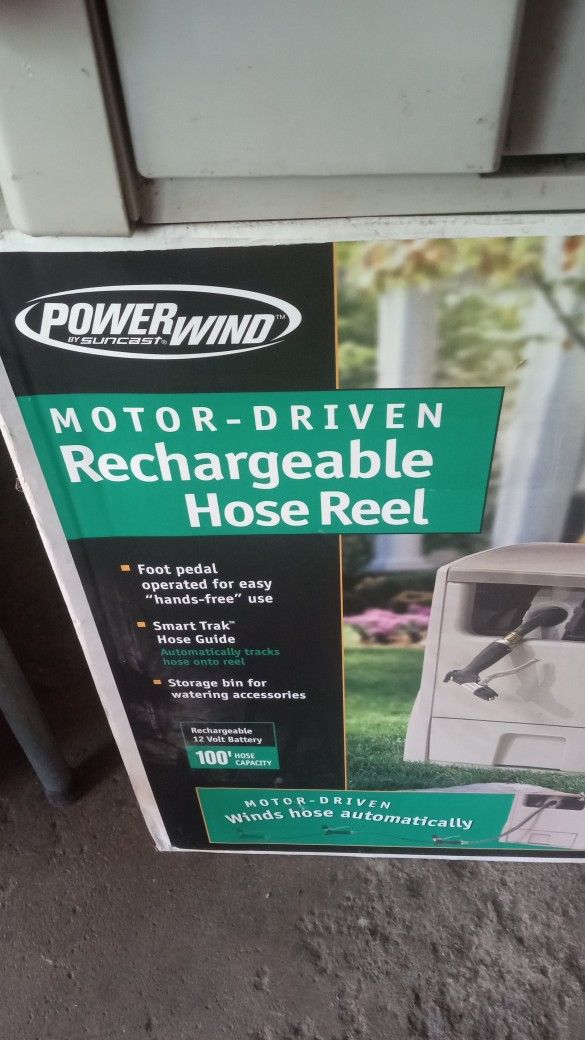 POWERWIND™
BY SUNCAST®
MOTOR-DRIVEN
Rechargeable
Hose Reel
Foot pedal
operated for easy
"hands-free" use
Smart Trak™
Hose Guide
Automatically tracks
hose onto reel
Storage bin for
watering accessories
Rechargeable
12 Volt Battery
100' HOSE
CAPACITY
MOTOR-DRIVEN
Winds hose automatically